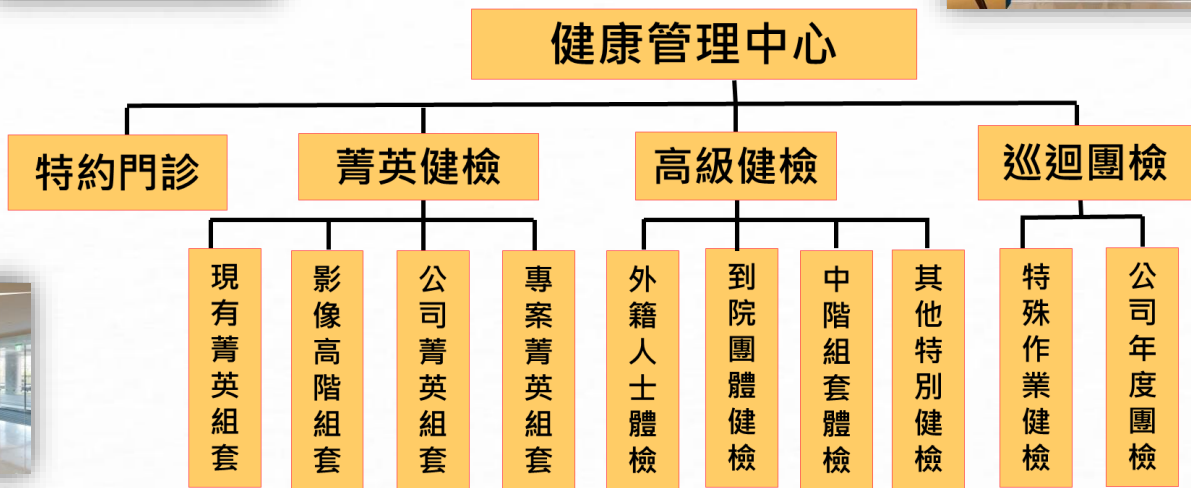 健康管理中心
特約門診
菁英健檢
高級健檢
巡迴團檢
現有菁英組套
影像高階組套
公司菁英組套
專案菁英組套
外籍人士體檢
到院團體健檢
中階組套體檢
其他特別健檢
特殊作業健檢
公司年度團檢